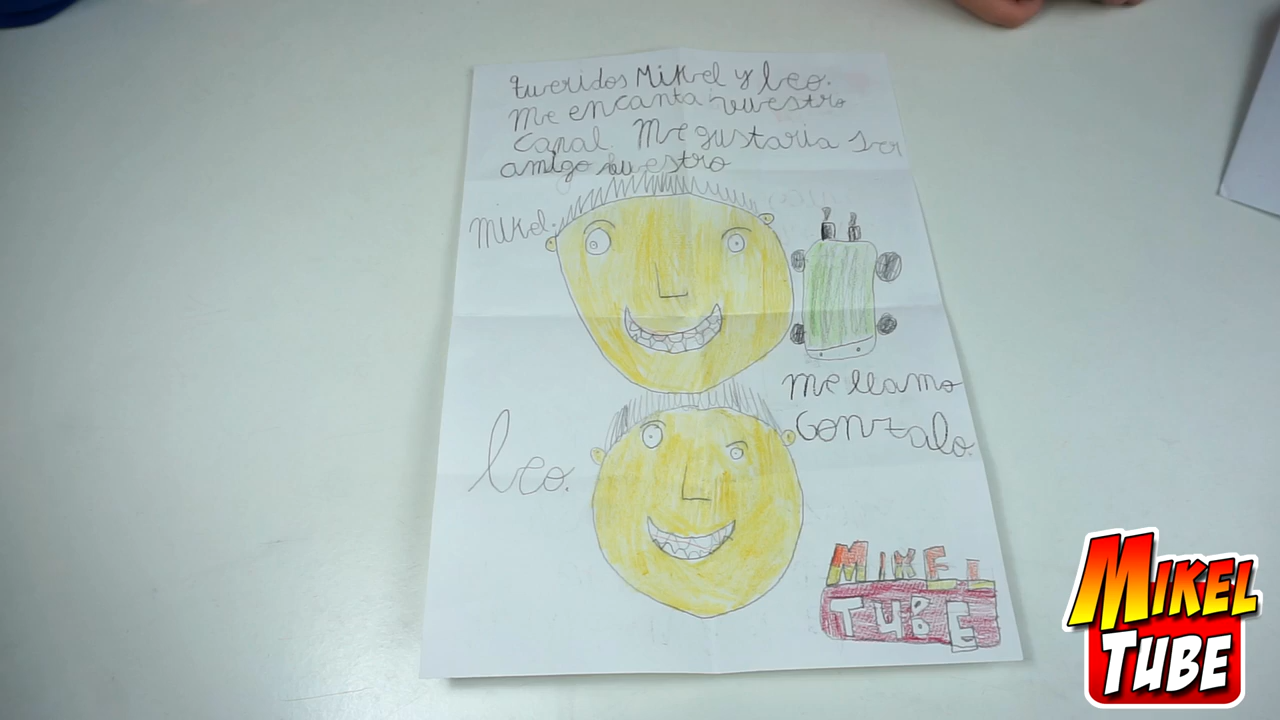 Queridos Mikel y Leo.
Me encanta vuestro
Canal. Me gustaria ser
amigo vuestro
Mikel.
me llamo
Gonzalo.
Leo.
MIKEL
TUBE
MIKEL
TUBE